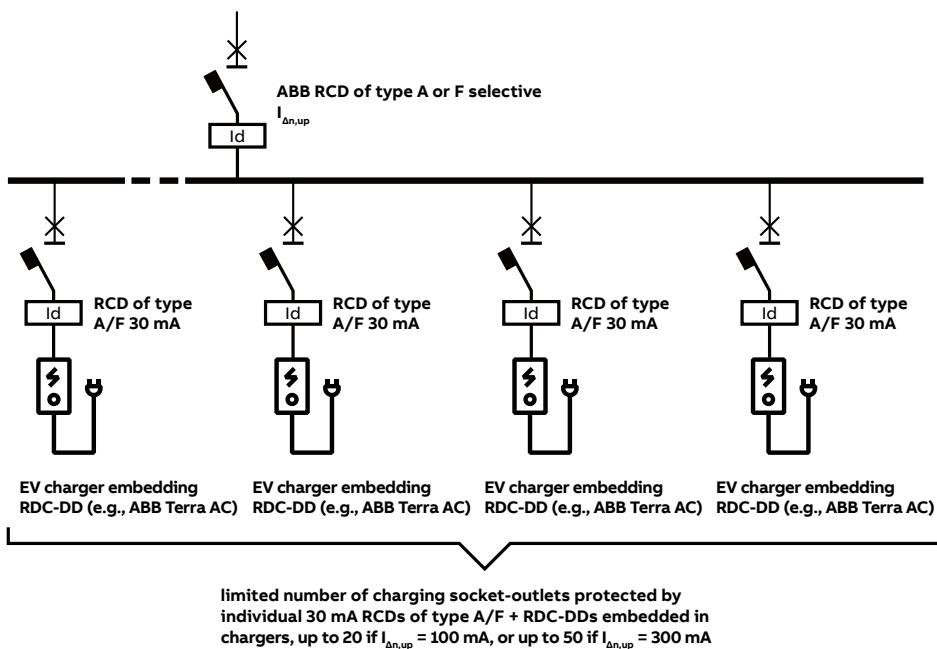 ABB RCD of type A or F selective
I Δn,up
Id
RCD of type
A/F 30 mA
RCD of type
A/F 30 mA
RCD of type
A/F 30 mA
RCD of type
A/F 30 mA
Id
Id
Id
Id
EV charger embedding
RDC-DD (e.g., ABB Terra AC)
EV charger embedding
RDC-DD (e.g., ABB Terra AC)
EV charger embedding
RDC-DD (e.g., ABB Terra AC)
EV charger embedding
RDC-DD (e.g., ABB Terra AC)
limited number of charging socket-outlets protected by
individual 30 mA RCDs of type A/F + RDC-DDs embedded in
chargers, up to 20 if IΔn,up = 100 mA, or up to 50 if IΔn,up = 300 mA